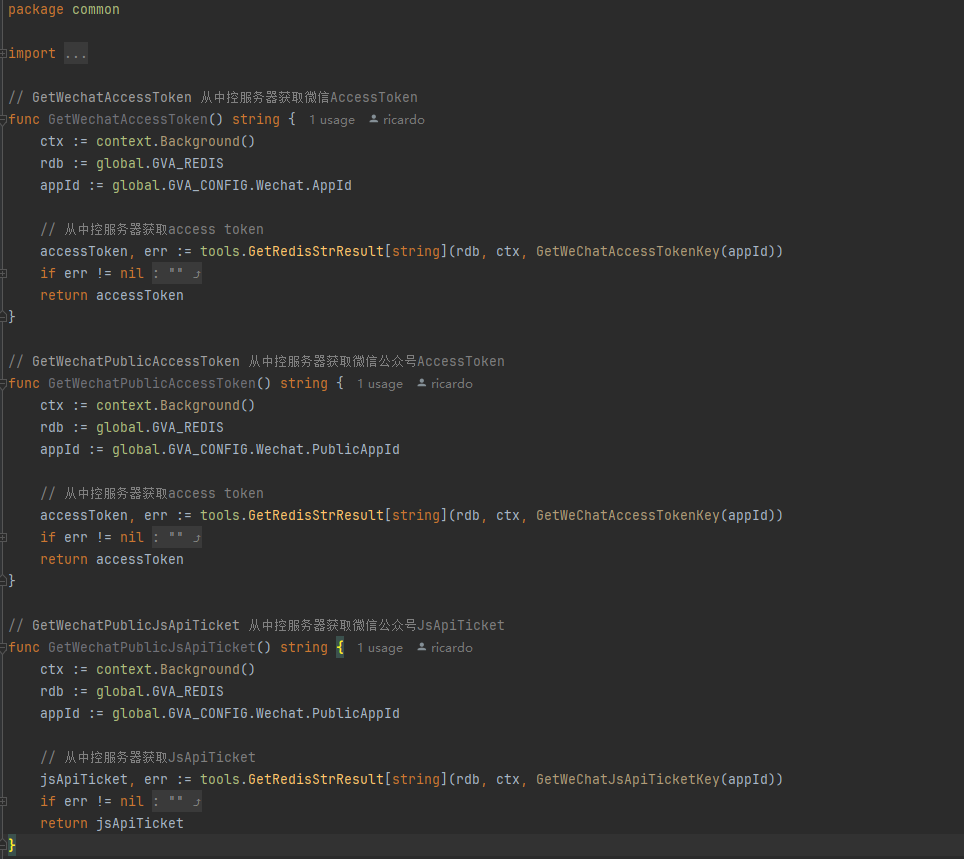 package common
import ...
// GetWechatAccessToken 从中控服务器获取微信AccessToken
func GetWechatAccessToken() string { 1 usage ricardo
ctx := context.Background()
rdb := global.GVA_REDIS
appId := global.GVA_CONFIG.Wechat.AppId
// 从中控服务器获取access token
accessToken, err := tools.GetRedisStrResult[string](rdb, ctx, GetWeChatAccessTokenKey(appId))
if err != nil : "" ⤴
return accessToken
}
// GetWechatPublicAccessToken 从中控服务器获取微信公众号AccessToken
func GetWechatPublicAccessToken() string { 1 usage ricardo
ctx := context.Background()
rdb := global.GVA_REDIS
appId := global.GVA_CONFIG.Wechat.PublicAppId
// 从中控服务器获取access token
accessToken, err := tools.GetRedisStrResult[string](rdb, ctx, GetWeChatAccessTokenKey(appId))
if err != nil : "" ⤴
return accessToken
}
// GetWechatPublicJsApiTicket 从中控服务器获取微信公众号JsApiTicket
func GetWechatPublicJsApiTicket() string { 1 usage ricardo
ctx := context.Background()
rdb := global.GVA_REDIS
appId := global.GVA_CONFIG.Wechat.PublicAppId
// 从中控服务器获取JsApiTicket
jsApiTicket, err := tools.GetRedisStrResult[string](rdb, ctx, GetWeChatJsApiTicketKey(appId))
if err != nil : "" ⤴
return jsApiTicket
}